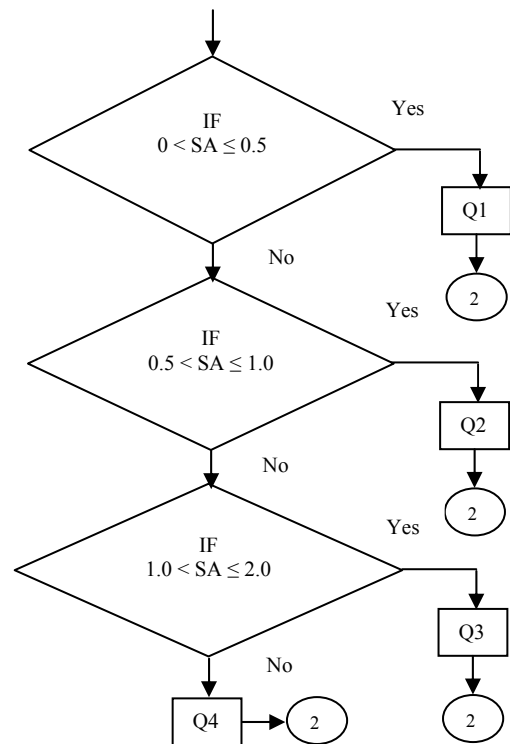 IF
0 < SA ≤ 0.5
Yes
Q1
2
No
IF
0.5 < SA ≤ 1.0
Yes
Q2
2
No
IF
1.0 < SA ≤ 2.0
Yes
Q3
2
No
Q4
2